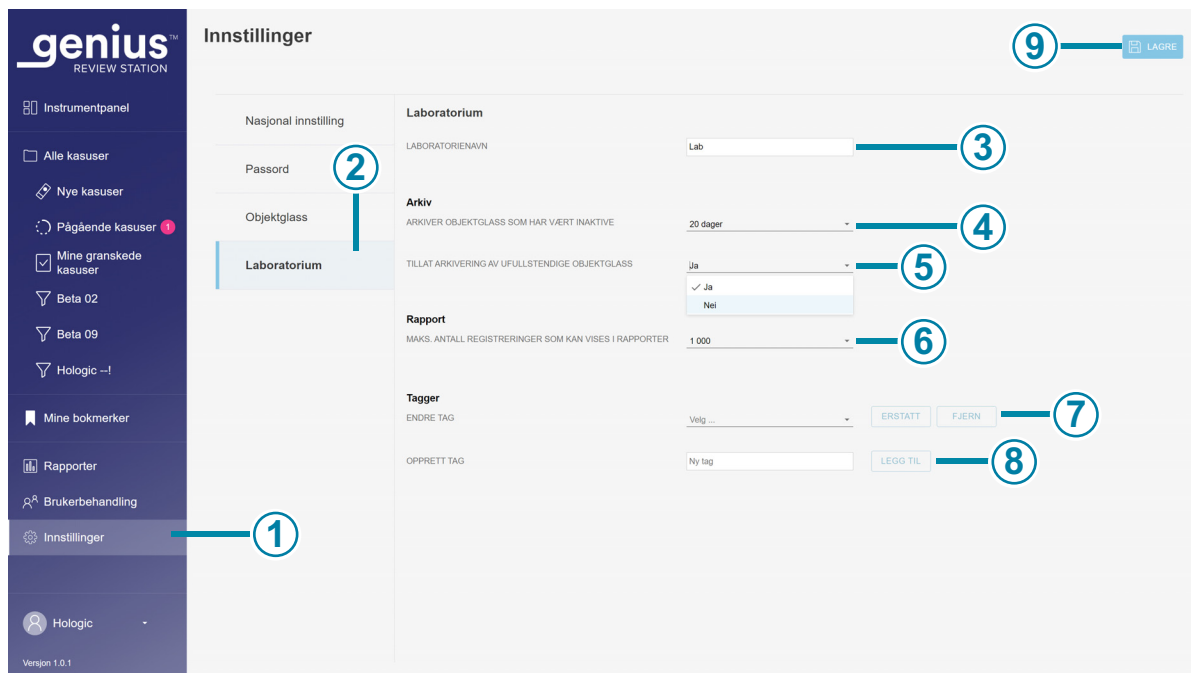 genius™
REVIEW STATION
Instrumentpanel
Alle kasuser
Nye kasuser
Pågående kasuser 1
Mine granskede
kasuser
Beta 02
Beta 09
Hologic --!
Mine bokmerker
Rapporter
Brukerbehandling
Innstillinger
1
Hologic
Versjon 1.0.1
Innstillinger
9
LAGRE
Nasjonal innstilling
Passord
2
Objektglass
Laboratorium
Laboratorium
LABORATORIENAVN
Lab
3
Arkiv
ARKIVER OBJEKTGLASS SOM HAR VÆRT INAKTIVE
20 dager
4
TILLAT ARKIVERING AV UFULLSTENDIGE OBJEKTGLASS
Ja
5
Ja
Nei
Rapport
MAKS. ANTALL REGISTRERINGER SOM KAN VISES I RAPPORTER
1 000
6
Tagger
ENDRE TAG
Velg ...
ERSTATT
FJERN
7
OPPRETT TAG
Ny tag
LEGG TIL
8